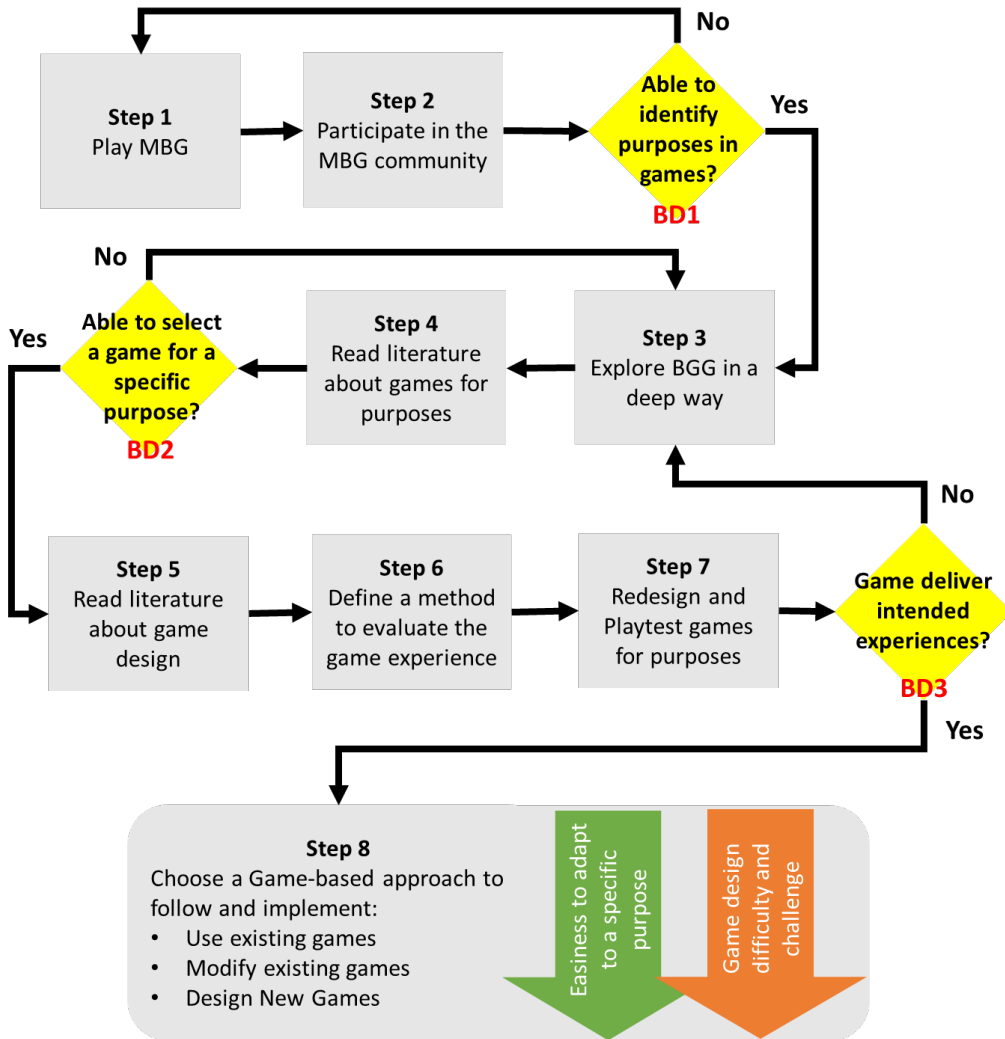 No
Step 1
Play MBG
Step 2
Participate in the
MBG community
Able to
identify
purposes in
games?
BD1
Yes
No
Yes
Able to select
a game for a
specific
purpose?
BD2
Step 4
Read literature
about games for
purposes
Step 3
Explore BGG in a
deep way
No
Step 5
Read literature
about game
design
Step 6
Define a method
to evaluate the
game experience
Step 7
Redesign and
Playtest games
for purposes
Game deliver
intended
experiences?
BD3
Yes
Step 8
Choose a Game-based approach to
follow and implement:
• Use existing games
• Modify existing games
• Design New Games
Easiness to adapt
to a specific
purpose
Game design
difficulty and
challenge